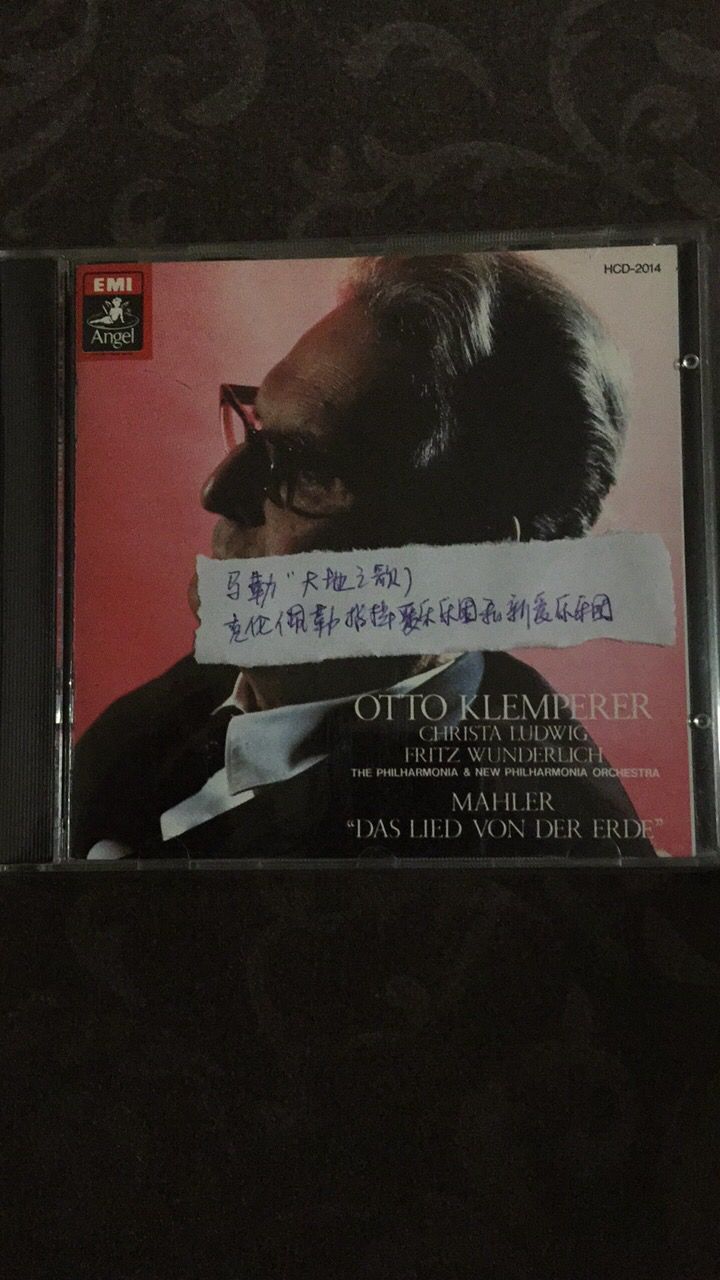 EMI
Angel
HCD-2014
马勒"大地之歌)
克伦佩勒指挥爱乐乐团和新爱乐乐团
OTTO KLEMPERER
CHRISTA LUDWIG
FRITZ WUNDERLICH
THE PHILHARMONIA & NEW PHILHARMONIA ORCHESTRA
MAHLER
"DAS LIED VON DER ERDE"